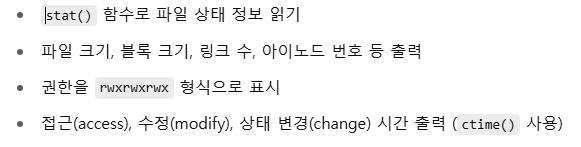 stat() 함수로 파일 상태 정보 읽기
파일 크기, 블록 크기, 링크 수, 아이노드 번호 등 출력
권한을 rwxrwxrwx 형식으로 표시
접근(access), 수정(modify), 상태 변경(change) 시간 출력 (ctime() 사용)